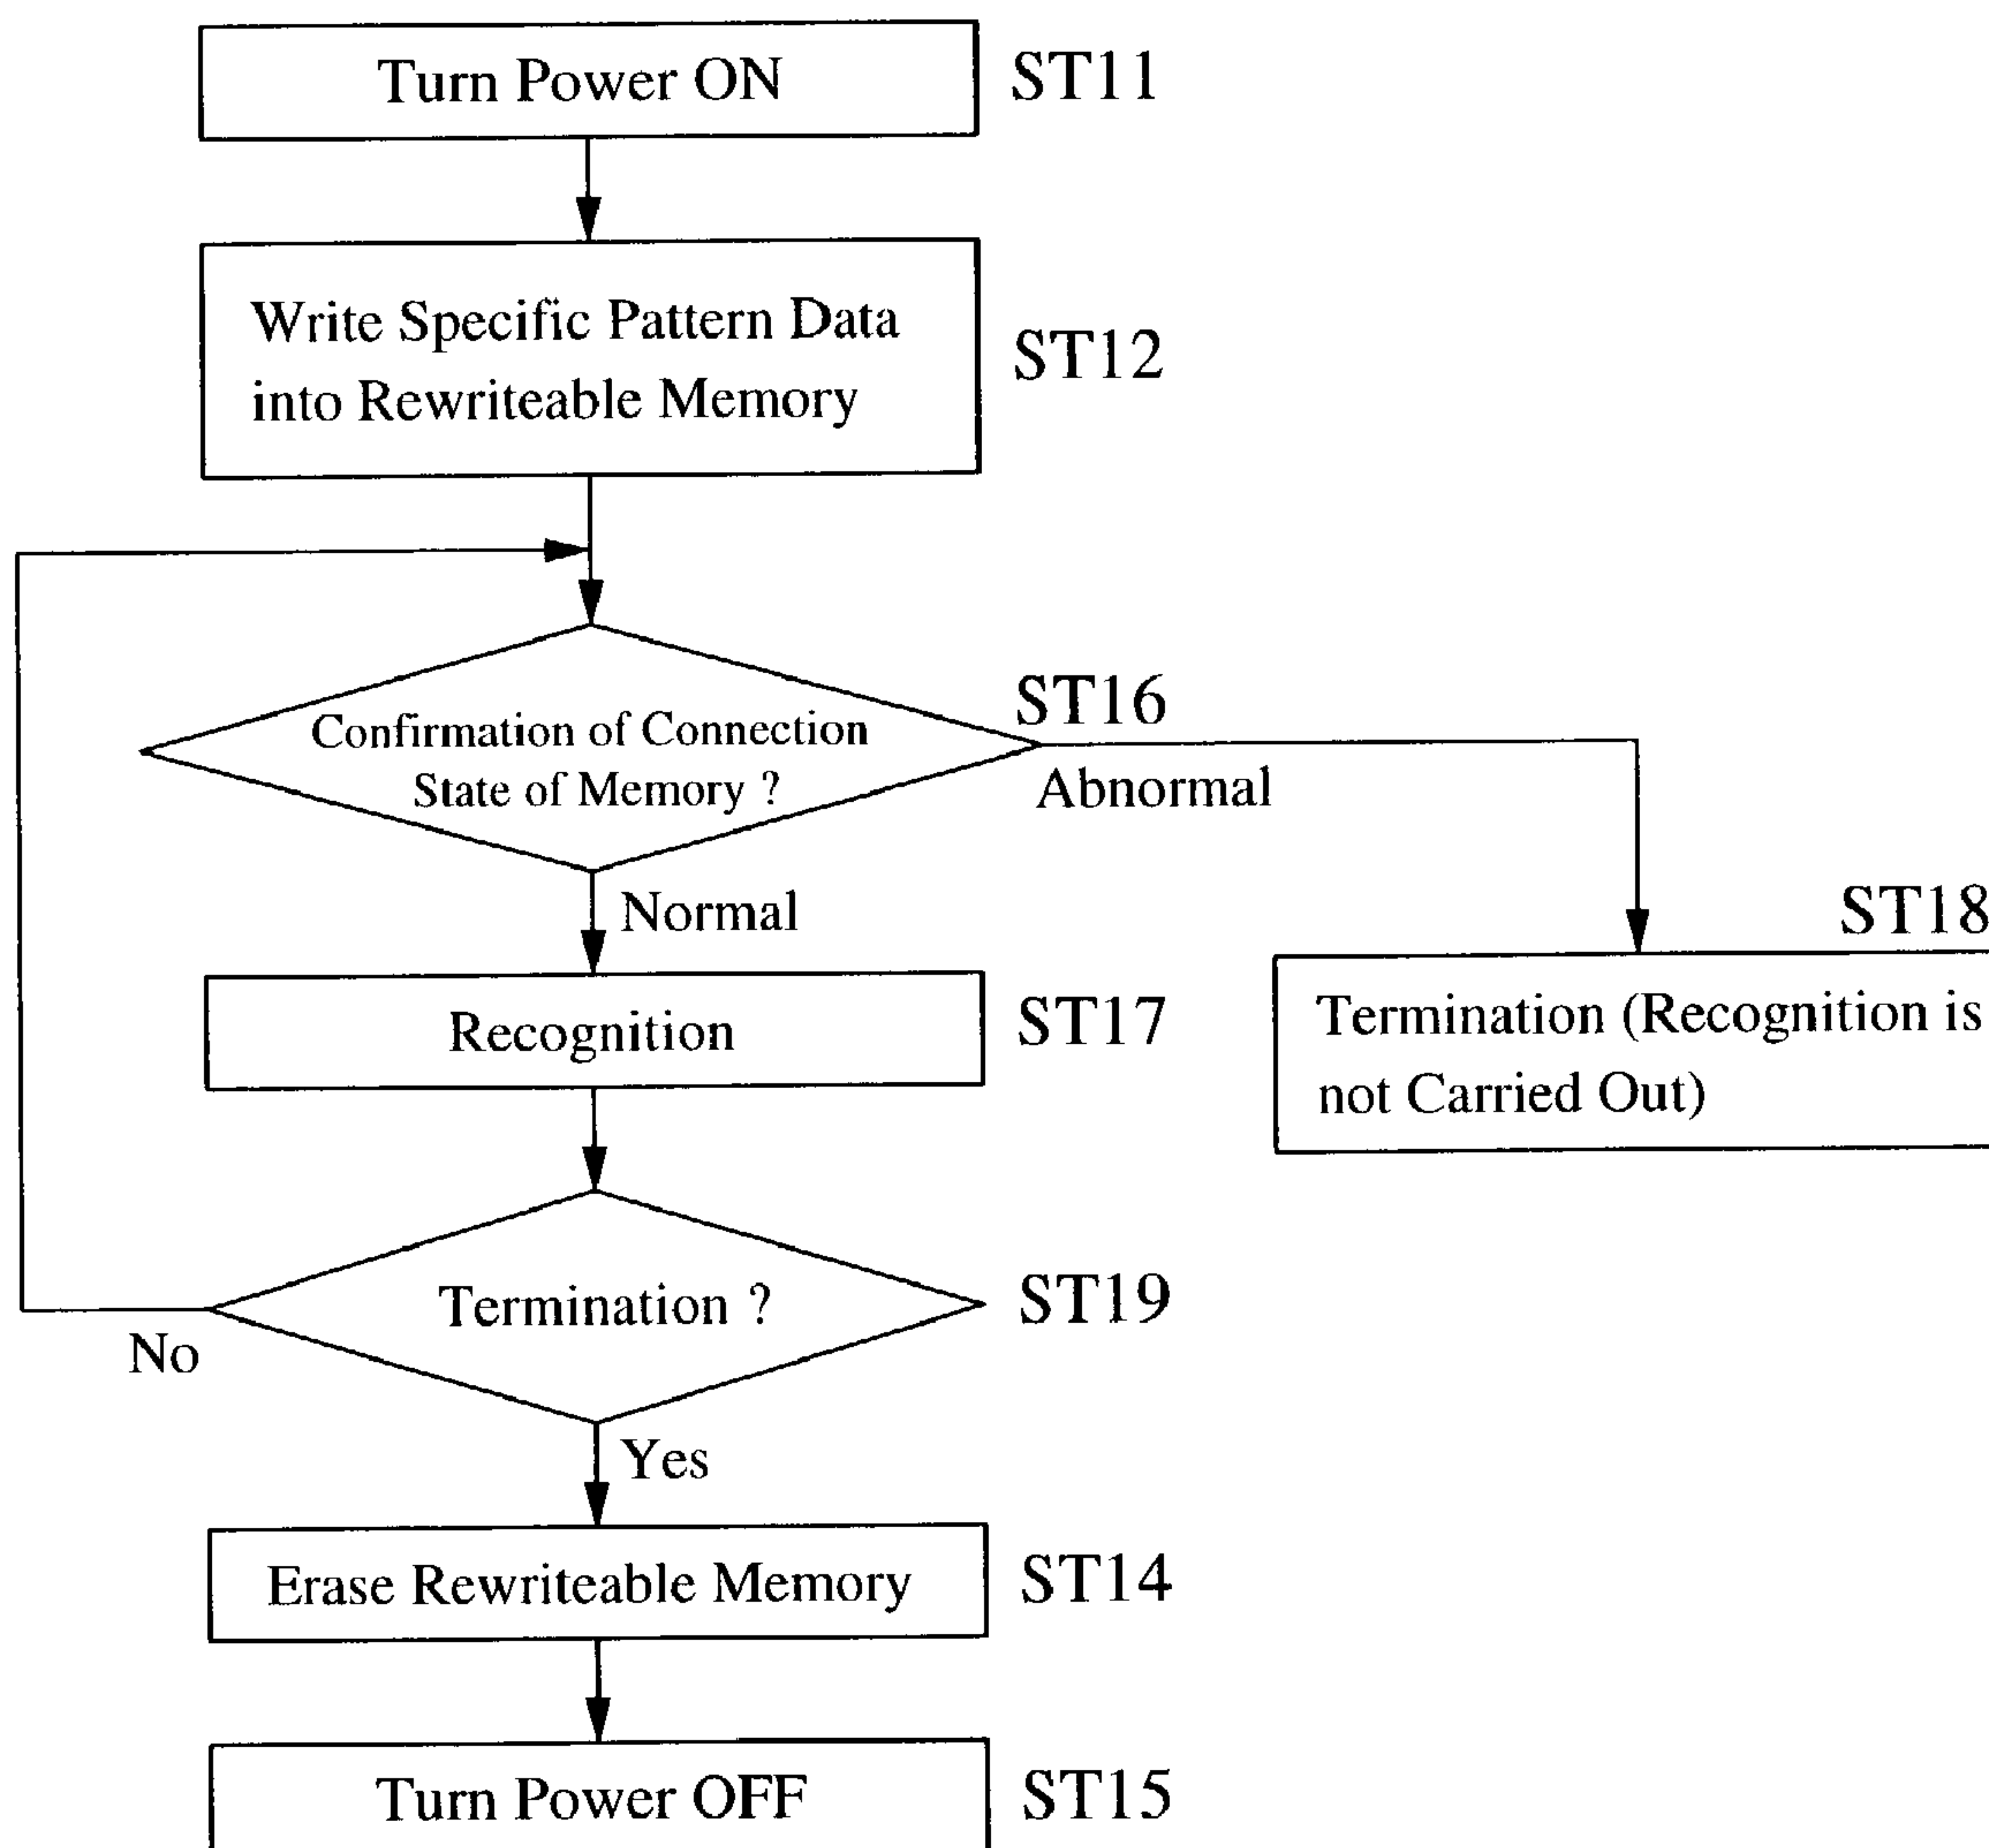 Turn Power ON
ST11
Write Specific Pattern Data
into Rewriteable Memory
ST12
Confirmation of Connection
State of Memory ?
ST16
Abnormal
Normal
ST18
Termination (Recognition is
not Carried Out)
Recognition
ST17
Termination ?
ST19
No
Yes
Erase Rewriteable Memory
ST14
Turn Power OFF
ST15